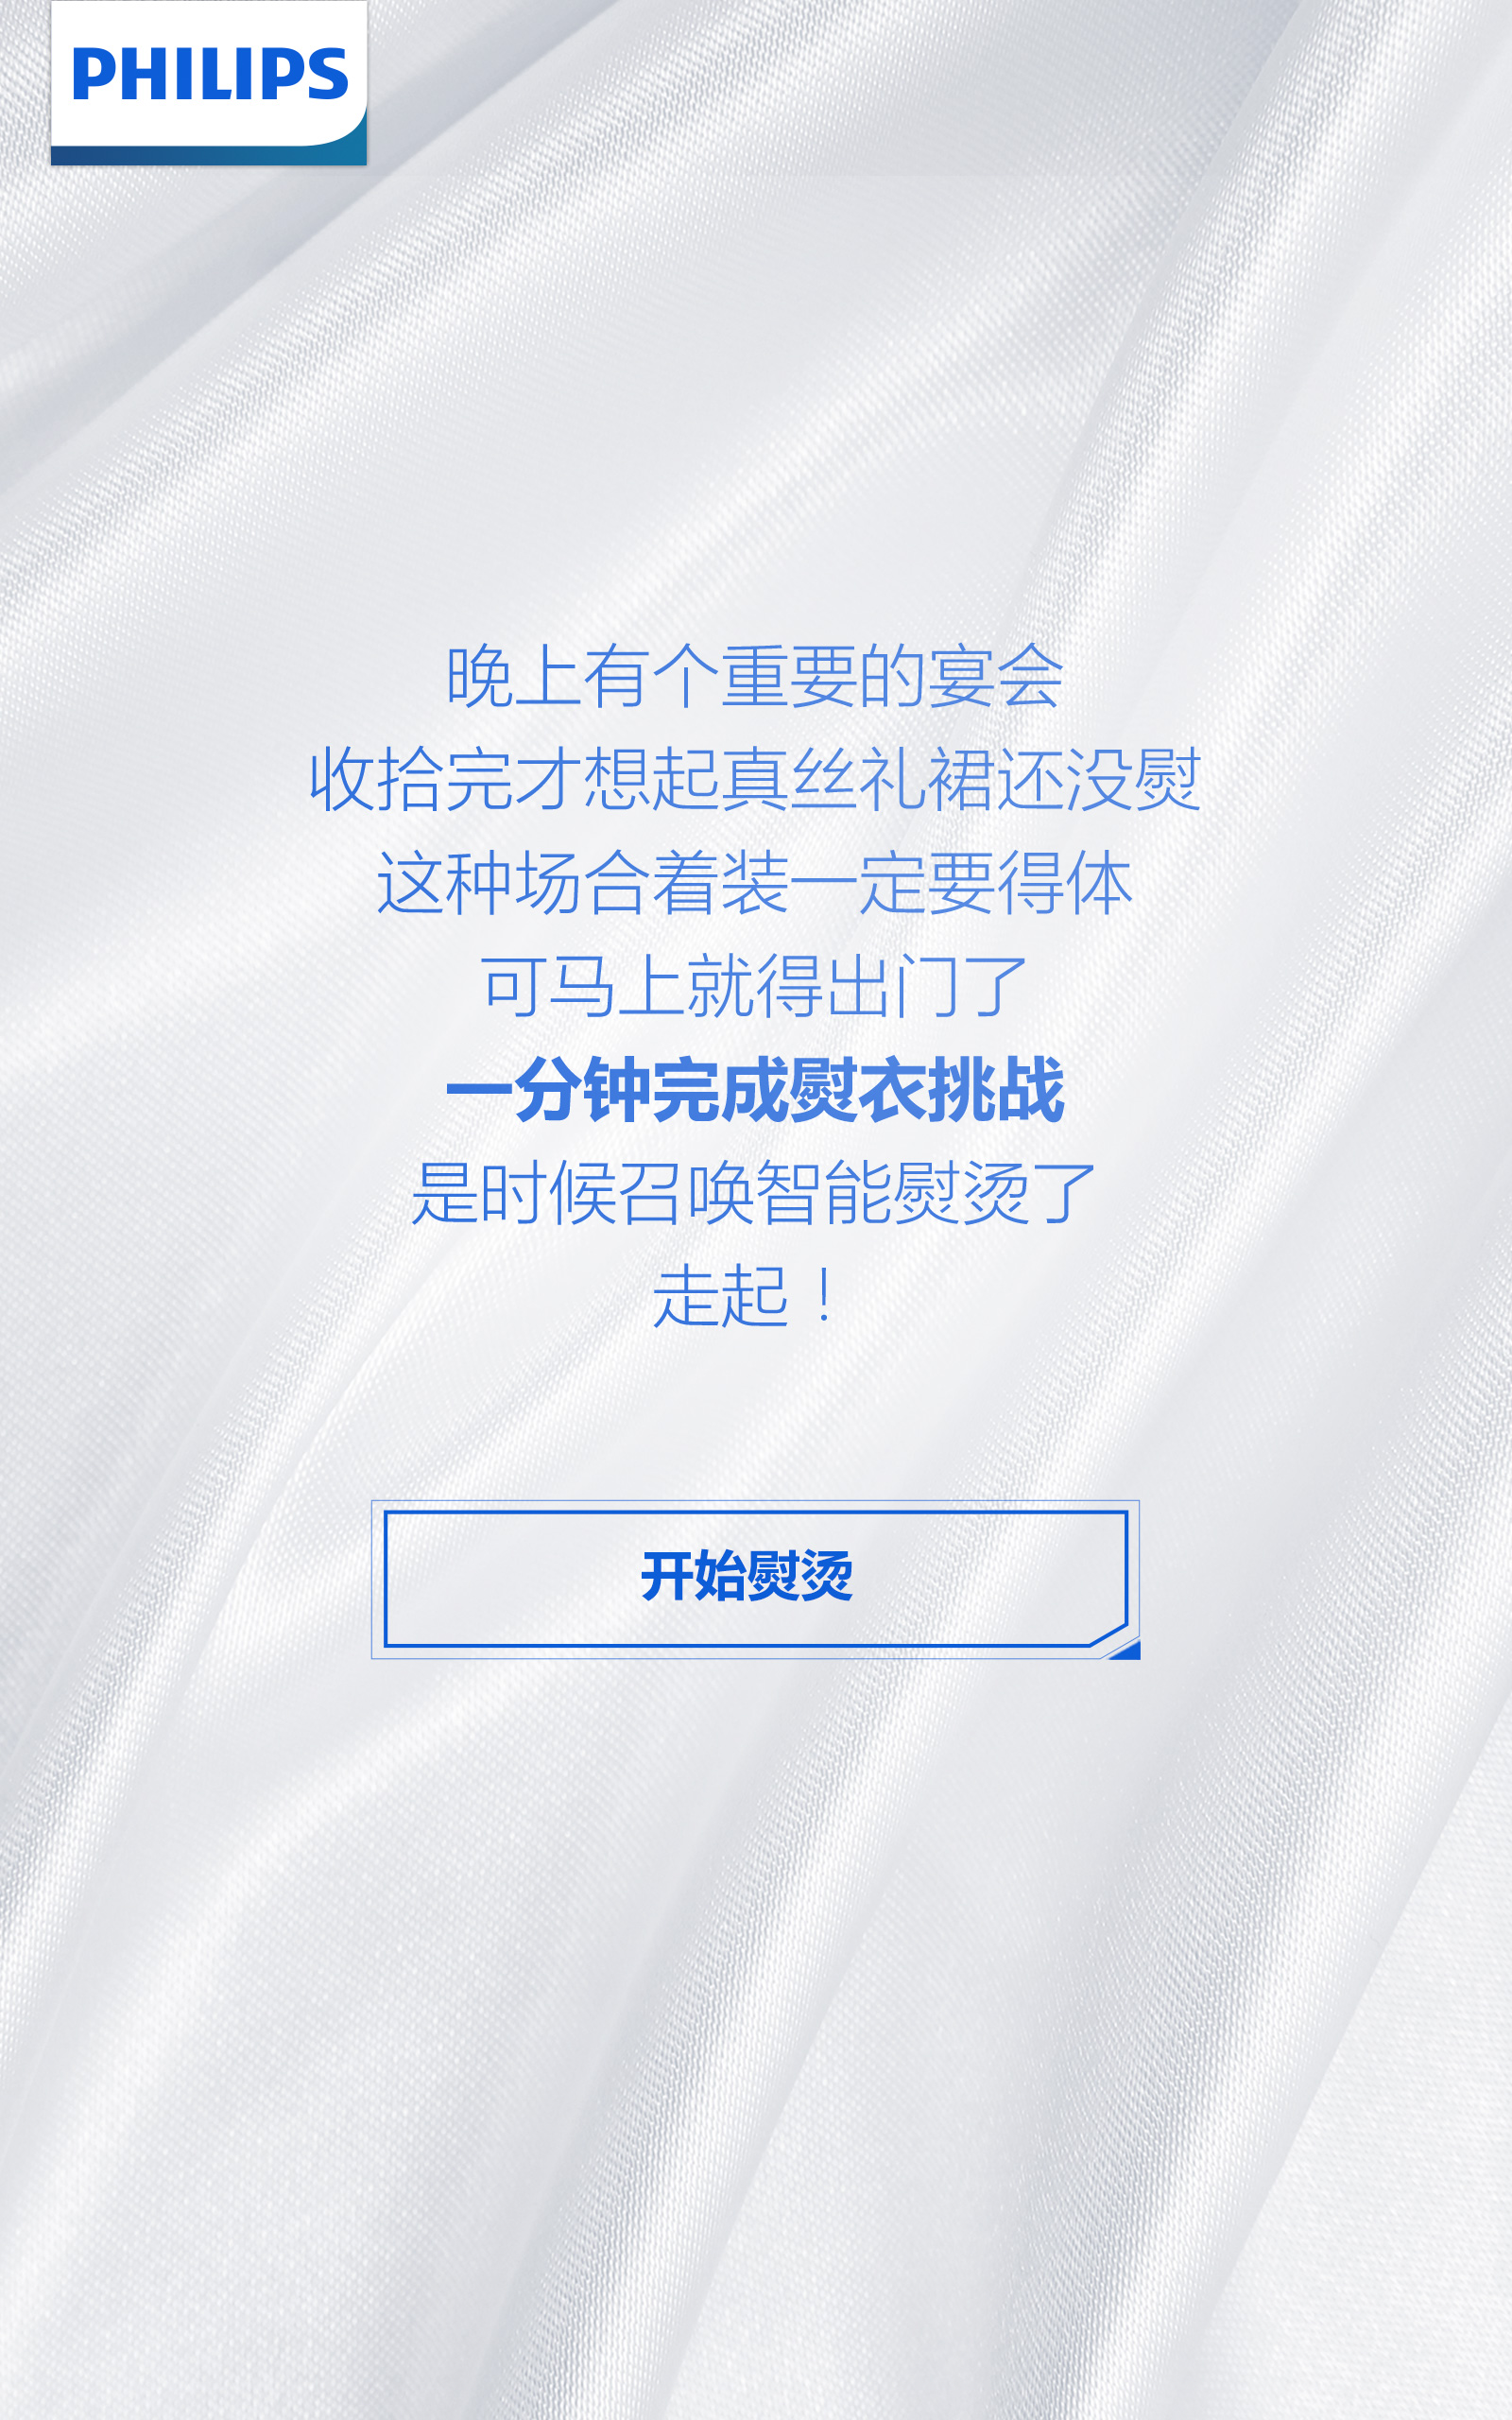 PHILIPS
晚上有个重要的宴会
收拾完才想起真丝礼裙还没熨
这种场合着装一定要得体
可马上就得出门了
一分钟完成熨衣挑战
是时候召唤智能熨烫了
走起！
开始熨烫